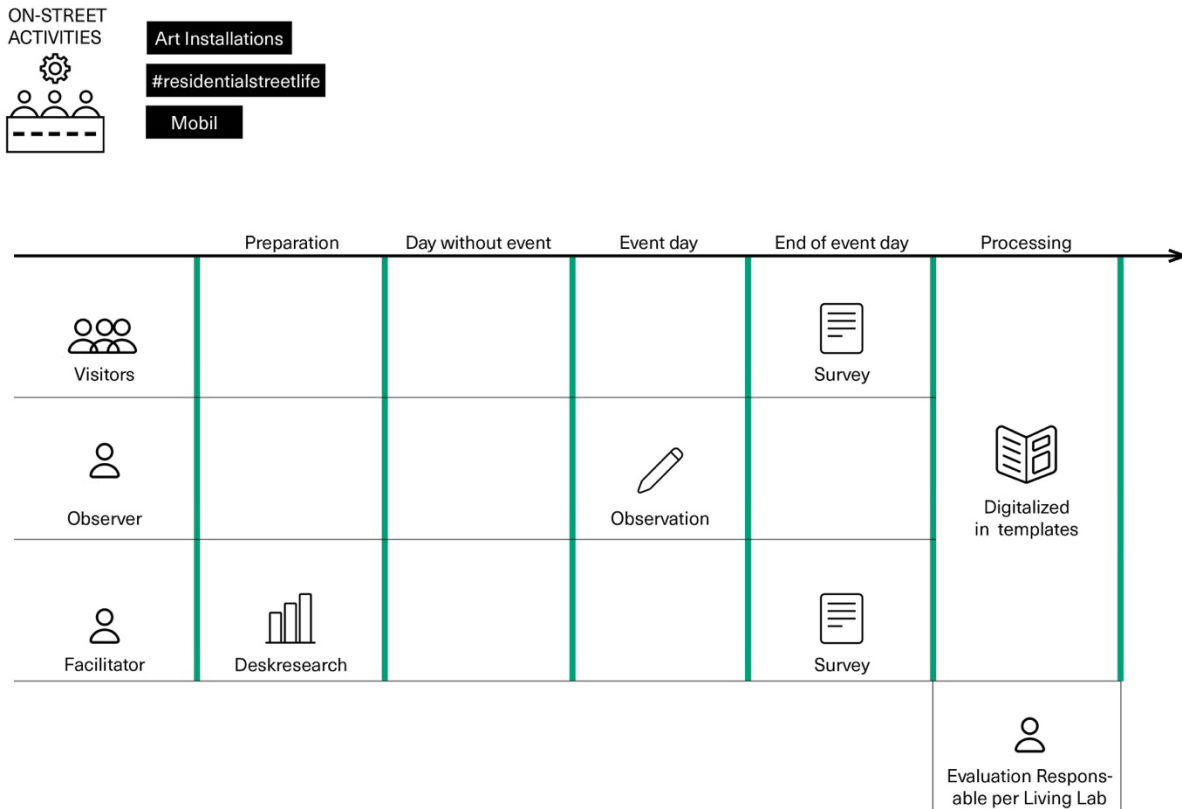 ON-STREET
ACTIVITIES
Art Installations
#residentialstreetlife
Mobil
Preparation
Day without event
Event day
End of event day
Processing
Visitors
Survey
Observer
Observation
Digitalized
in templates
Facilitator
Deskresearch
Survey
Evaluation Respons-
able per Living Lab